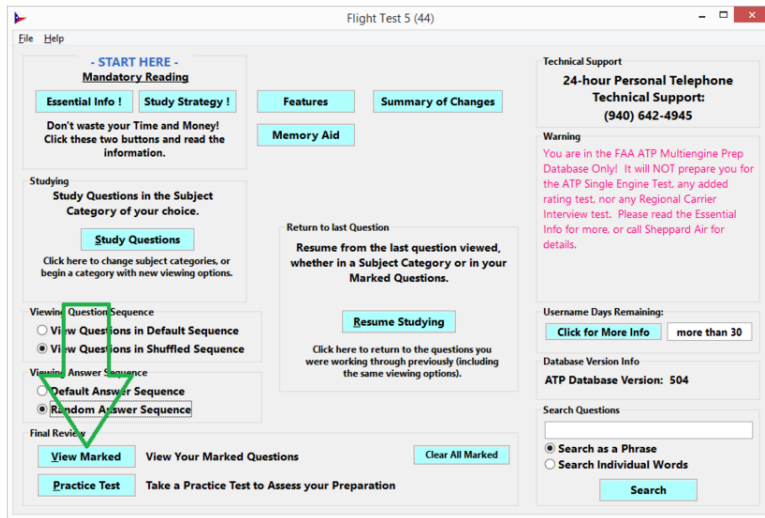 Flight Test 5 (44)
File Help
- START HERE -
Mandatory Reading
Essential Info !
Study Strategy !
Don't waste your Time and Money!
Click these two buttons and read the
information.
Features
Summary of Changes
Memory Aid
Studying
Study Questions in the Subject
Category of your choice.
Study Questions
Click here to change subject categories, or
begin a category with new viewing options.
Viewing Question Sequence
View Questions in Default Sequence
View Questions in Shuffled Sequence
Viewing Answer Sequence
Default Answer Sequence
Random Answer Sequence
Return to last Question
Resume from the last question viewed,
whether in a Subject Category or in your
Marked Questions.
Resume Studying
Click here to return to the questions you
were working through previously (including
the same viewing options).
Final Review
View Marked
View Your Marked Questions
Clear All Marked
Practice Test
Take a Practice Test to Assess your Preparation
Technical Support
24-hour Personal Telephone
Technical Support:
(940) 642-4945
Warning
You are in the FAA ATP Multiengine Prep
Database Only! It will NOT prepare you for
the ATP Single Engine Test, any added
rating test, nor any Regional Carrier
Interview test. Please read the Essential
Info for more, or call Sheppard Air for
details.
Username Days Remaining:
Click for More Info
more than 30
Database Version Info
ATP Database Version: 504
Search Questions
Search as a Phrase
Search Individual Words
Search